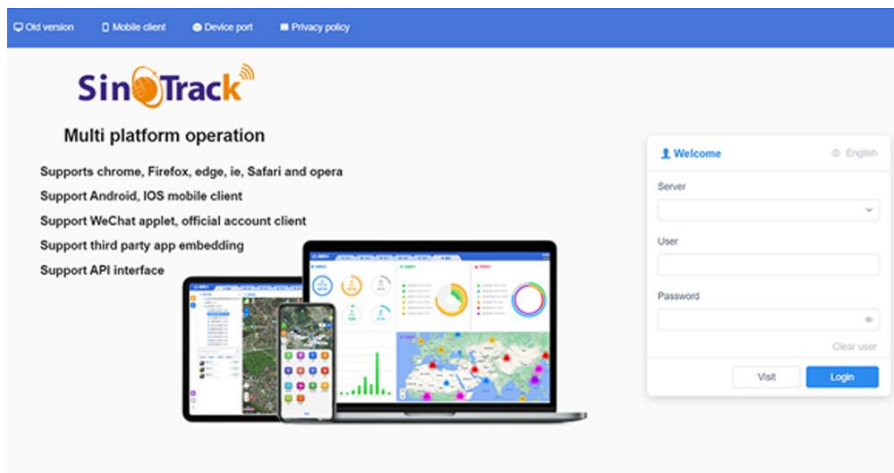 Old version
Mobile client
Device port
Privacy policy
SinoTrack
Multi platform operation
Supports chrome, Firefox, edge, ie, Safari and opera
Support Android, IOS mobile client
Support WeChat applet, official account client
Support third party app embedding
Support API interface
Welcome
English
Server
User
Password
Clear user
Visit
Login